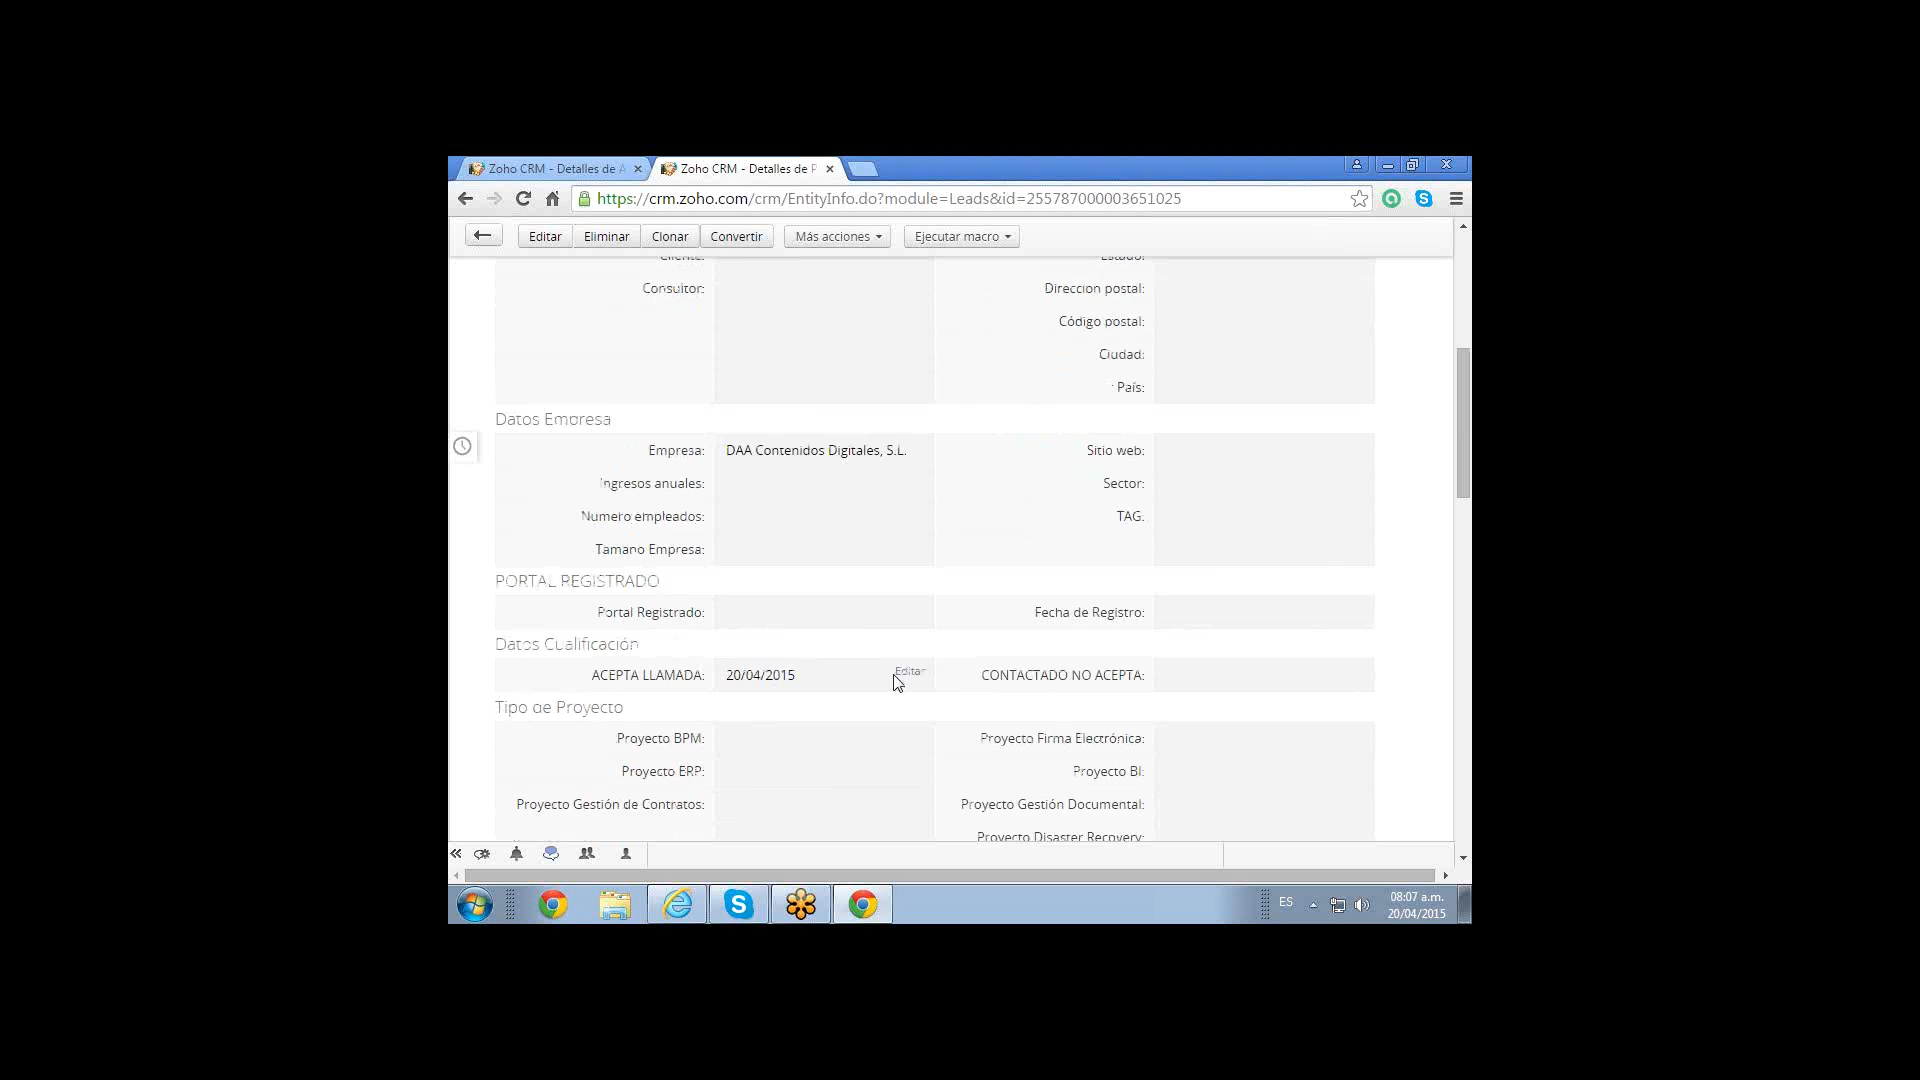 Zoho CRM - Detalles de A
Zoho CRM - Detalles de P
https://crm.zoho.com/crm/EntityInfo.do?module=Leads&id=255787000003651025
Editar Eliminar Clonar Convertir Más acciones Ejecutar macro
Cliente: Estado:
Consultor: Direccion postal:
Código postal:
Ciudad:
País:
Datos Empresa
Empresa: DAA Contenidos Digitales, S.L. Sitio web:
Ingresos anuales: Sector:
Numero empleados: TAG:
Tamano Empresa:
PORTAL REGISTRADO
Portal Registrado: Fecha de Registro:
Datos Cualificación
ACEPTA LLAMADA: 20/04/2015 Editar CONTACTADO NO ACEPTA:
Tipo de Proyecto
Proyecto BPM: Proyecto Firma Electrónica:
Proyecto ERP: Proyecto BI:
Proyecto Gestión de Contratos: Proyecto Gestión Documental:
Proyecto Disaster Recovery:
ES
08:07 a.m.
20/04/2015